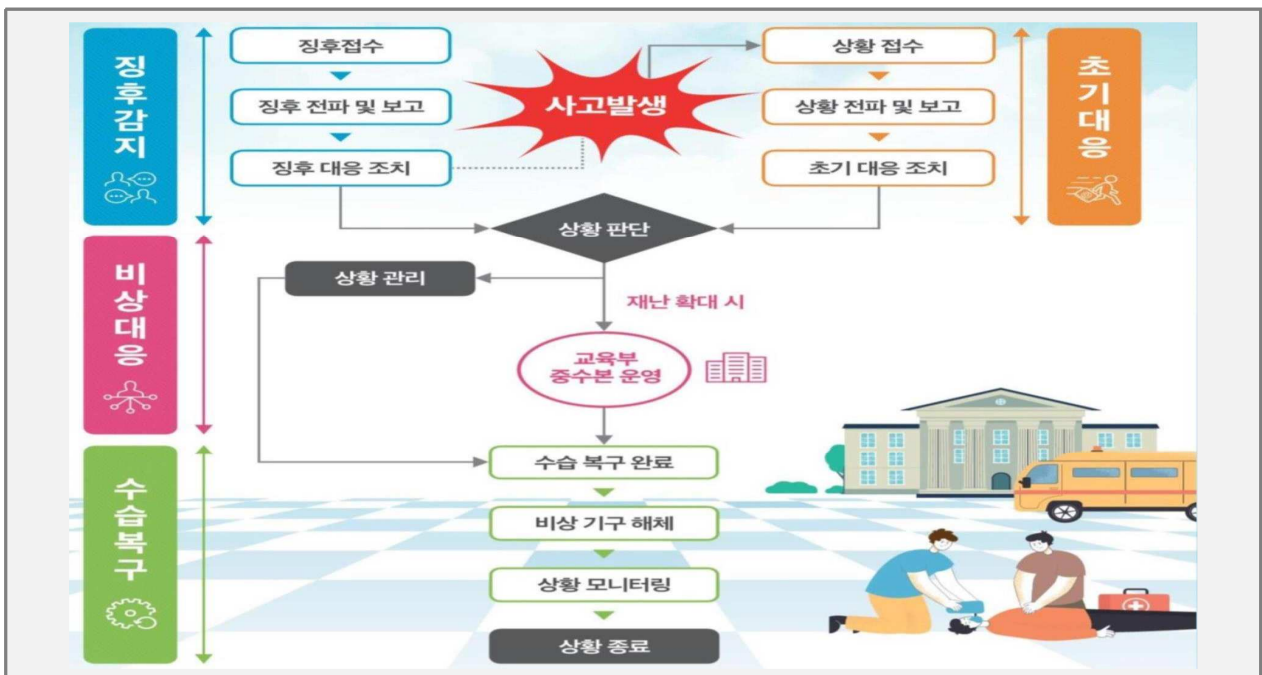 징후감지
징후접수
징후 전파 및 보고
징후 대응 조치
사고발생
상황 접수
상황 전파 및 보고
초기 대응 조치
초기대응
상황 판단
비상대응
상황 관리
재난 확대 시
교육부
중수본 운영
수습복구
수습 복구 완료
비상 기구 해체
상황 모니터링
상황 종료